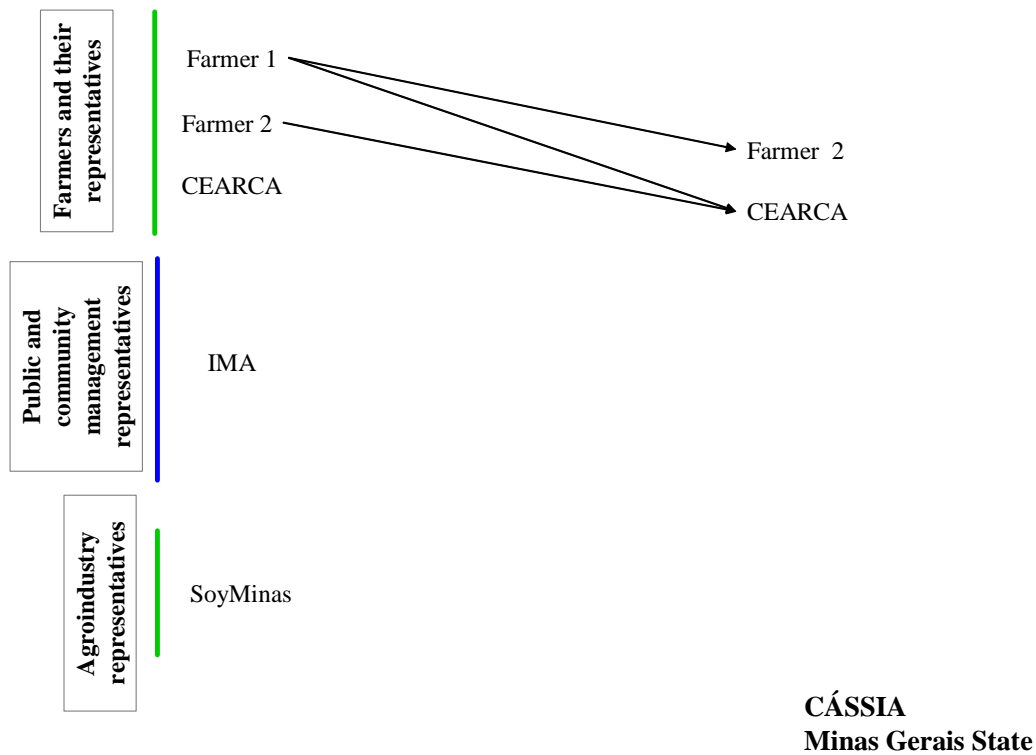 Farmers and their
representatives
Farmer 1
Farmer 2
CEARCA
Farmer 2
CEARCA
Public and
community
management
representatives
IMA
Agroindustry
representatives
SoyMinas
CÁSSIA
Minas Gerais State